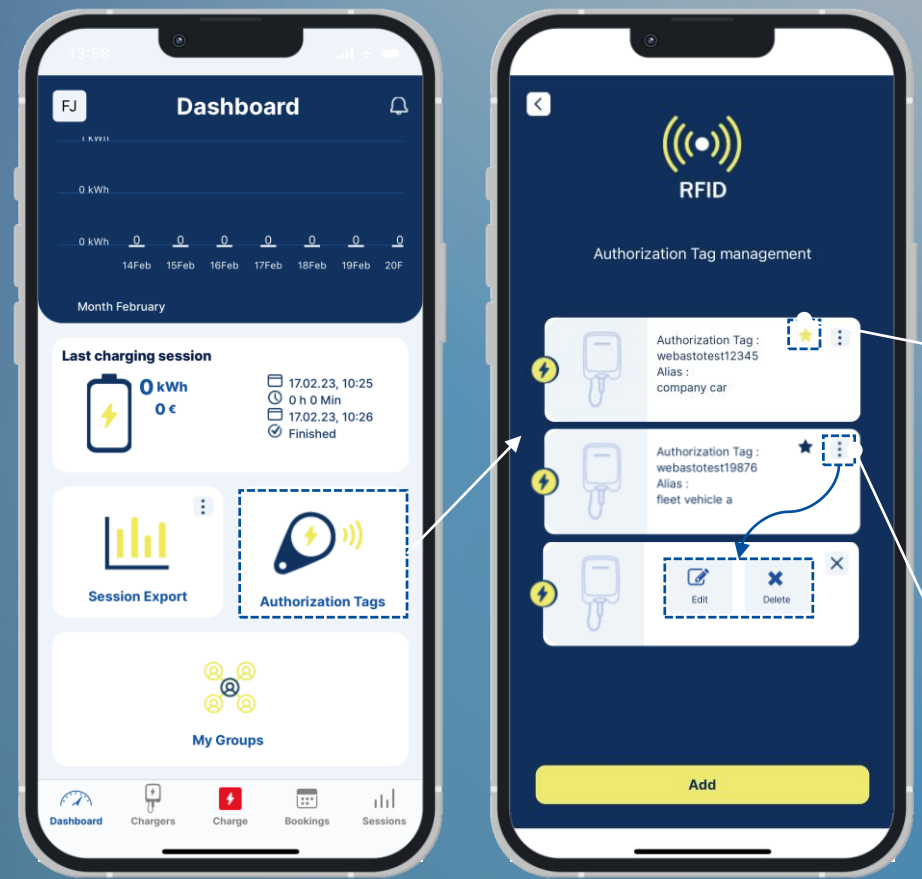 13:58
FJ
Dashboard
1 kWh
0 kWh
0 kWh
0 0 0 0 0 0 0
14Feb 15Feb 16Feb 17Feb 18Feb 19Feb 20F
Month February
Last charging session
0 kWh
0 €
17.02.23, 10:25
0 h 0 Min
17.02.23, 10:26
Finished
Session Export
Authorization Tags
My Groups
Dashboard Chargers Charge Bookings Sessions
RFID
Authorization Tag management
Authorization Tag :
webastotest12345
Alias :
company car
Authorization Tag :
webastotest19876
Alias :
fleet vehicle a
Edit Delete
Add